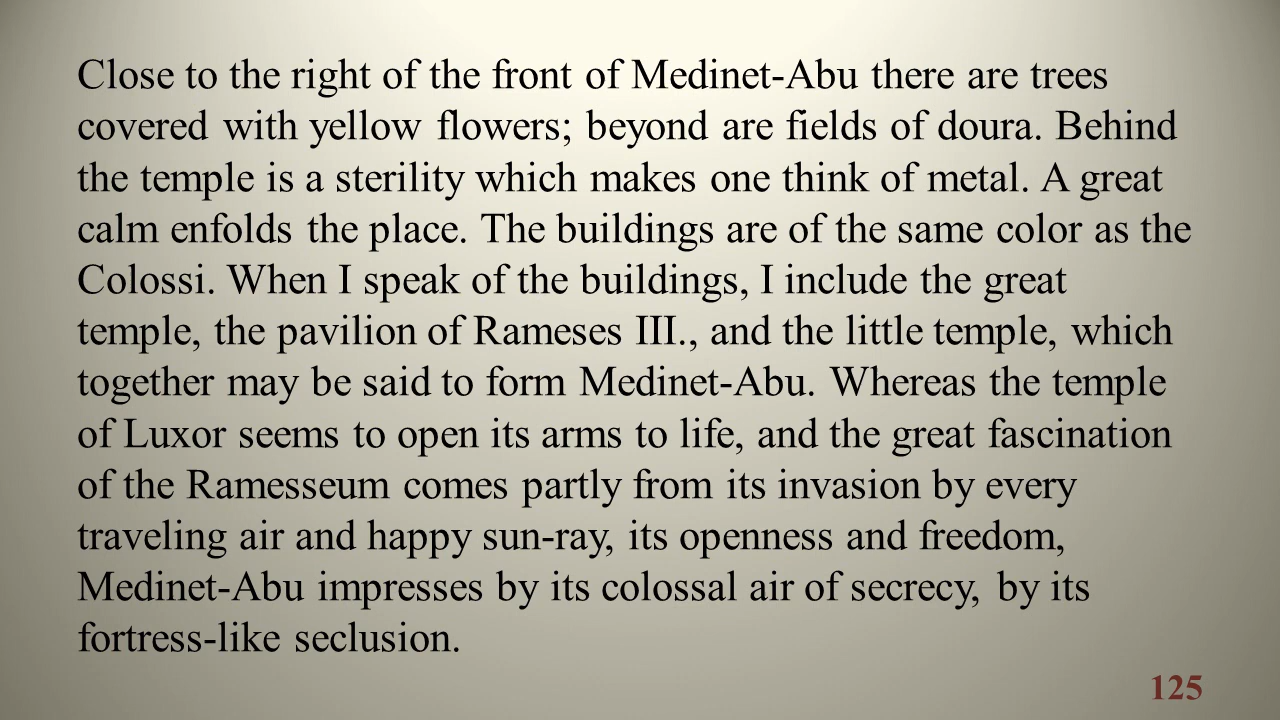 Close to the right of the front of Medinet-Abu there are trees
covered with yellow flowers; beyond are fields of doura. Behind
the temple is a sterility which makes one think of metal. A great
calm enfolds the place. The buildings are of the same color as the
Colossi. When I speak of the buildings, I include the great
temple, the pavilion of Rameses III., and the little temple, which
together may be said to form Medinet-Abu. Whereas the temple
of Luxor seems to open its arms to life, and the great fascination
of the Ramesseum comes partly from its invasion by every
traveling air and happy sun-ray, its openness and freedom,
Medinet-Abu impresses by its colossal air of secrecy, by its
fortress-like seclusion.
125